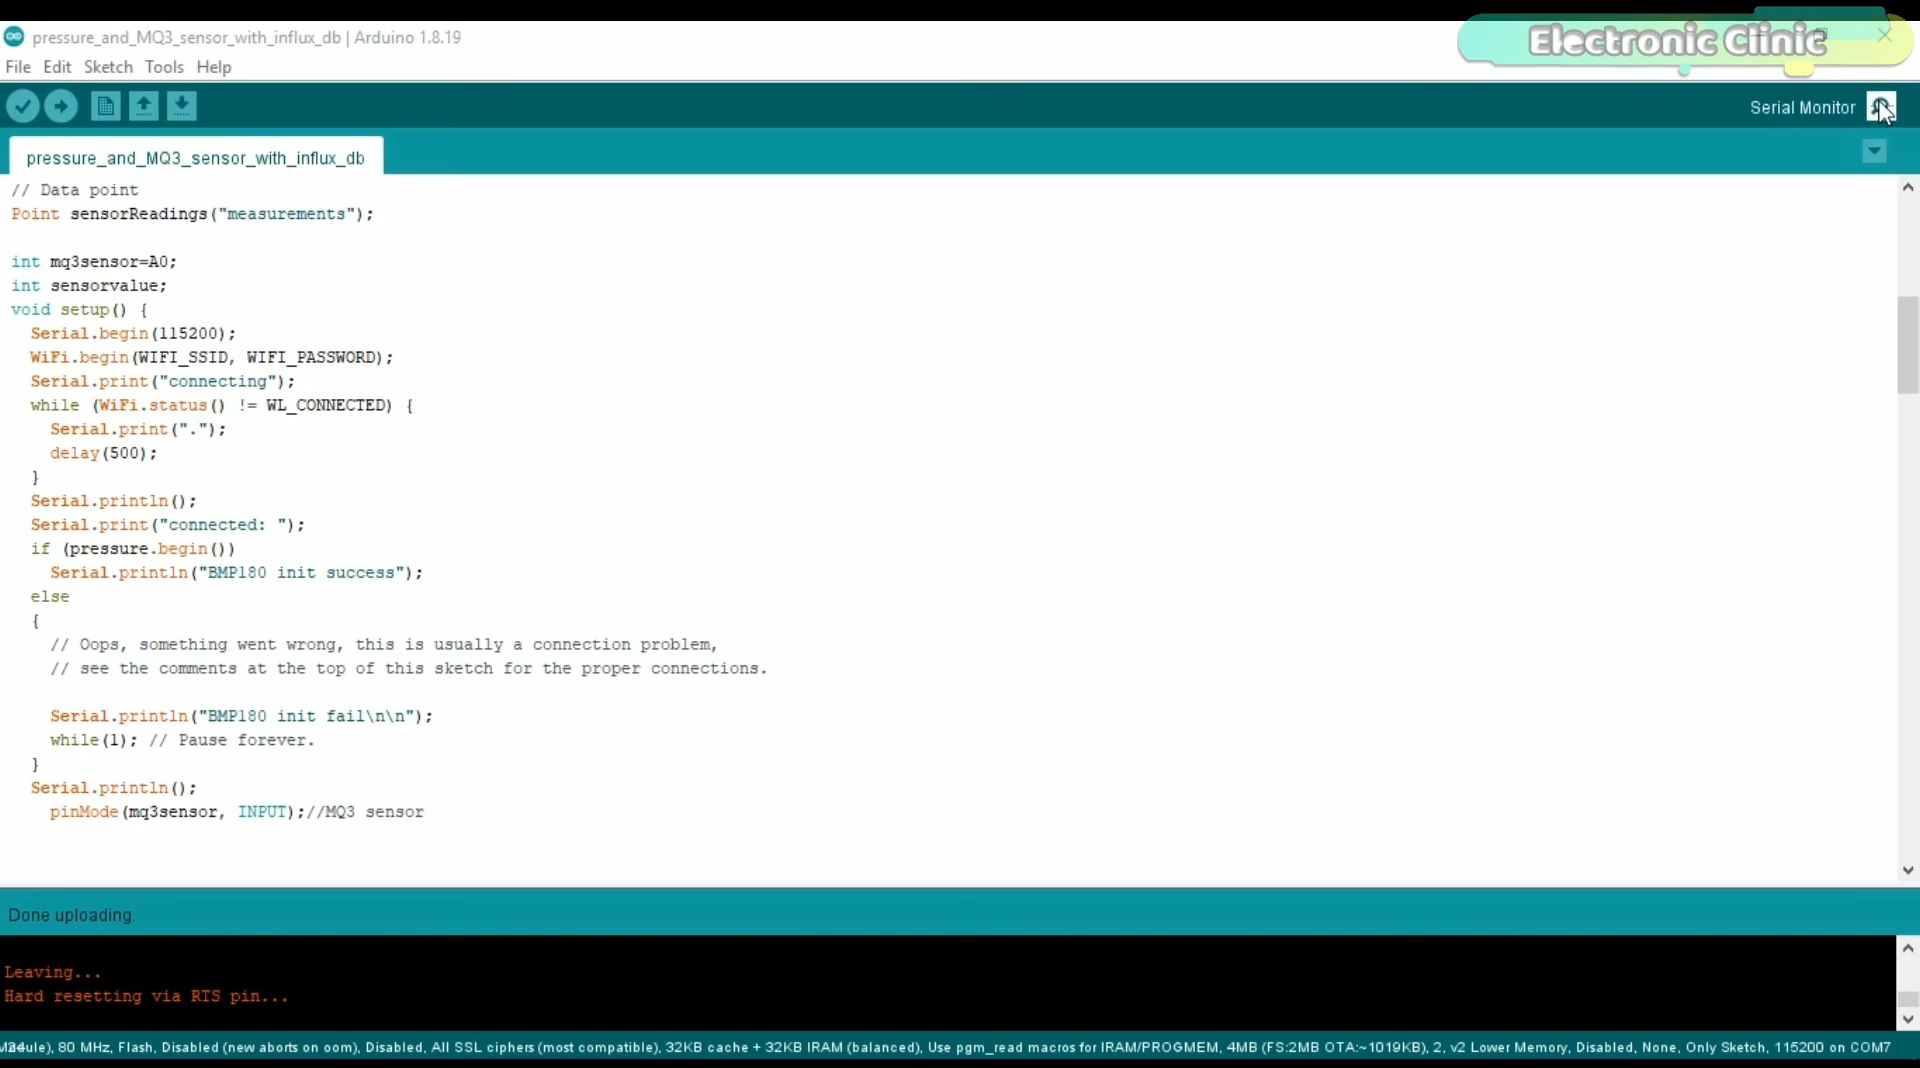 pressure_and_MQ3_sensor_with_influx_db | Arduino 1.8.19
Electronic Clinic
File Edit Sketch Tools Help
Serial Monitor
pressure_and_MQ3_sensor_with_influx_db
// Data point
Point sensorReadings("measurements");
int mq3sensor=A0;
int sensorvalue;
void setup() {
Serial.begin(115200);
WiFi.begin(WIFI_SSID, WIFI_PASSWORD);
Serial.print("connecting");
while (WiFi.status() != WL_CONNECTED) {
Serial.print(".");
delay(500);
}
Serial.println();
Serial.print("connected: ");
if (pressure.begin())
Serial.println("BMP180 init success");
else
{
// Oops, something went wrong, this is usually a connection problem,
// see the comments at the top of this sketch for the proper connections.
Serial.println("BMP180 init fail\n\n");
while(1); // Pause forever.
}
Serial.println();
pinMode(mq3sensor, INPUT);//MQ3 sensor
Done uploading.
Leaving...
Hard resetting via RTS pin...
80 MHz, Flash, Disabled (new aborts on oom), Disabled, All SSL ciphers (most compatible), 32KB cache + 32KB IRAM (balanced), Use pgm_read macros for IRAM/PROGMEM, 4MB (FS:2MB OTA:~1019KB), 2, v2 Lower Memory, Disabled, None, Only Sketch, 115200 on COM7